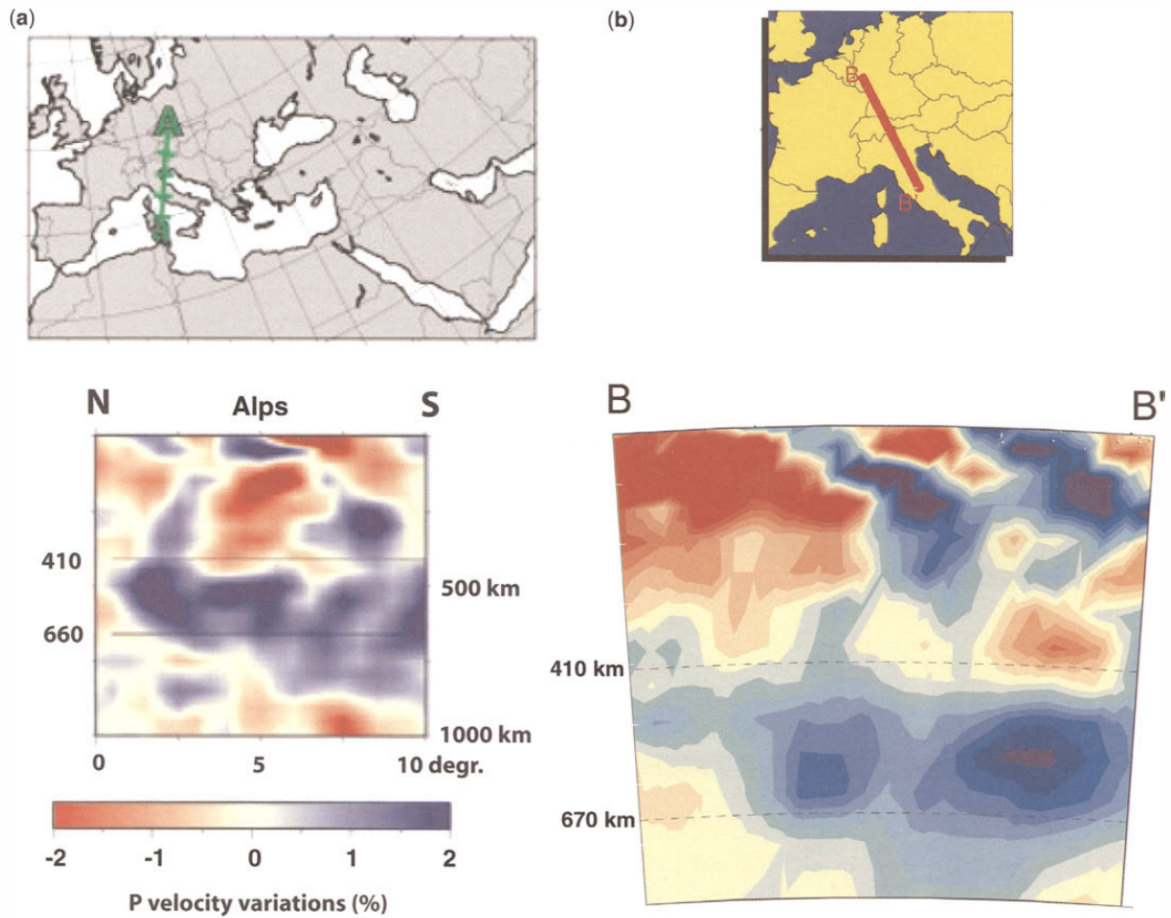 (a)
(b)
B
B'
N Alps S
410
660
500 km
1000 km
0 5 10 degr.
-2 -1 0 1 2
P velocity variations (%)
B B'
410 km
670 km